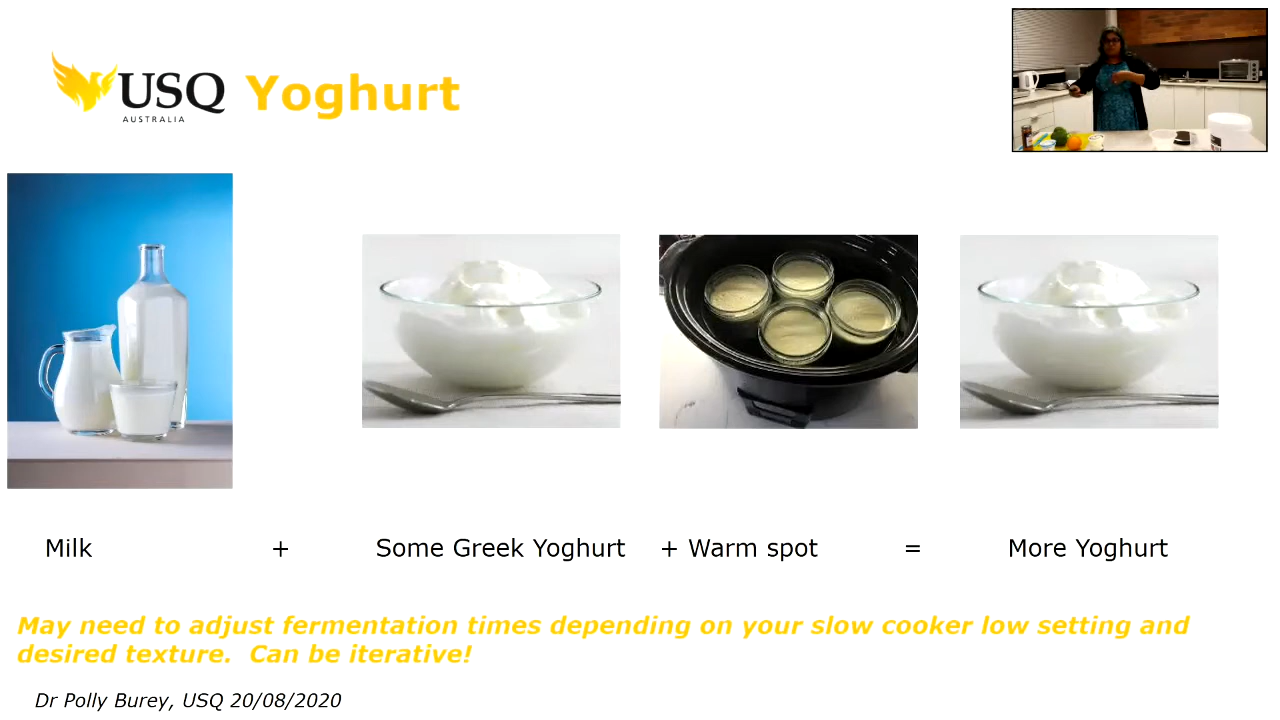 USQ Yoghurt
AUSTRALIA
Milk + Some Greek Yoghurt + Warm spot = More Yoghurt
May need to adjust fermentation times depending on your slow cooker low setting and
desired texture.  Can be iterative!
Dr Polly Burey, USQ 20/08/2020